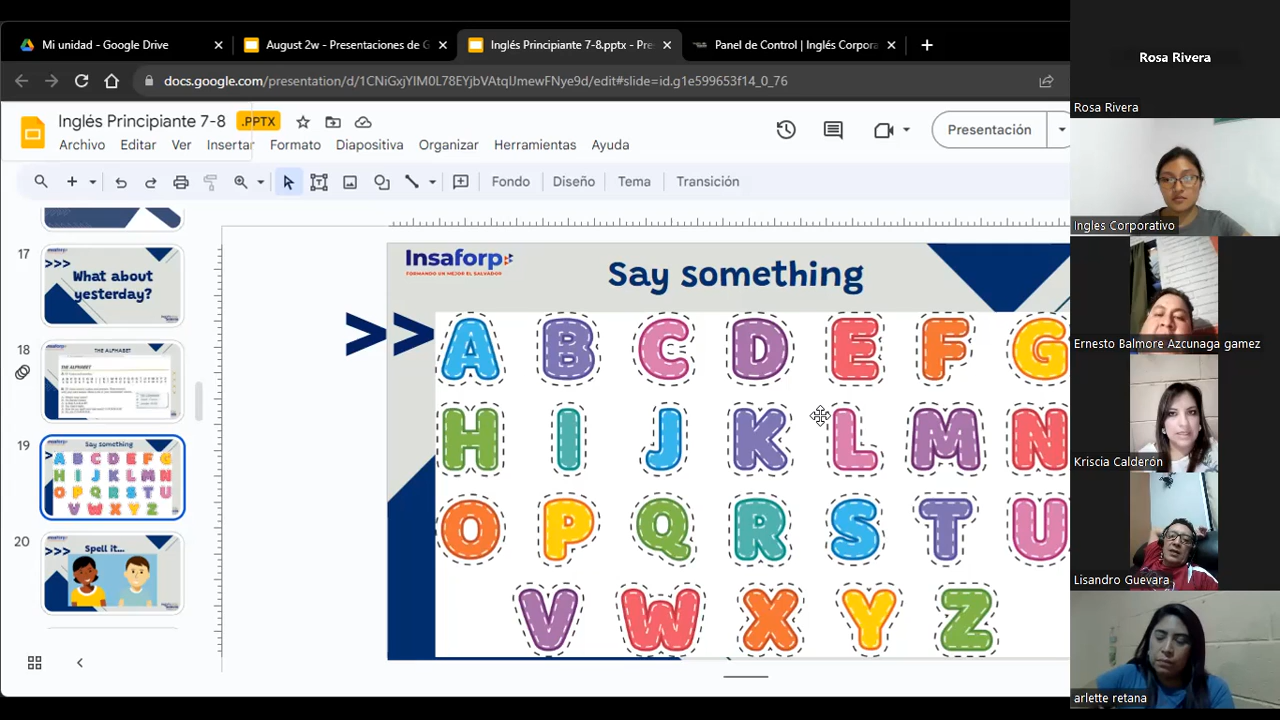 Mi unidad - Google Drive
August 2w - Presentaciones de G
Inglés Principiante 7-8.pptx - Pre
Panel de Control | Inglés Corpora
docs.google.com/presentation/d/1CNiGxjYIM0L78EYjbVAtqIJmewFNye9d/edit#slide=id.g1e599653f14_0_76
Inglés Principiante 7-8
.PPTX
Archivo Editar Ver Insertar Formato Diapositiva Organizar Herramientas Ayuda
Presentación
Fondo Diseño Tema Transición
17
What about
yesterday?
18
THE ALPHABET
THE ALPHABET
19
Say something
A B C D E F G
H I J K L M N
O P Q R S T U
V W X Y Z
20
Spell it...
Insaforp
FORMANDO UN MEJOR EL SALVADOR
Say something
>>
A B C D E F G
H I J K L M N
O P Q R S T U
V W X Y Z
Rosa Rivera
Rosa Rivera
Ingles Corporativo
Ernesto Balmore Azcunaga gamez
Kriscia Calderón
Lisandro Guevara
arlette retana